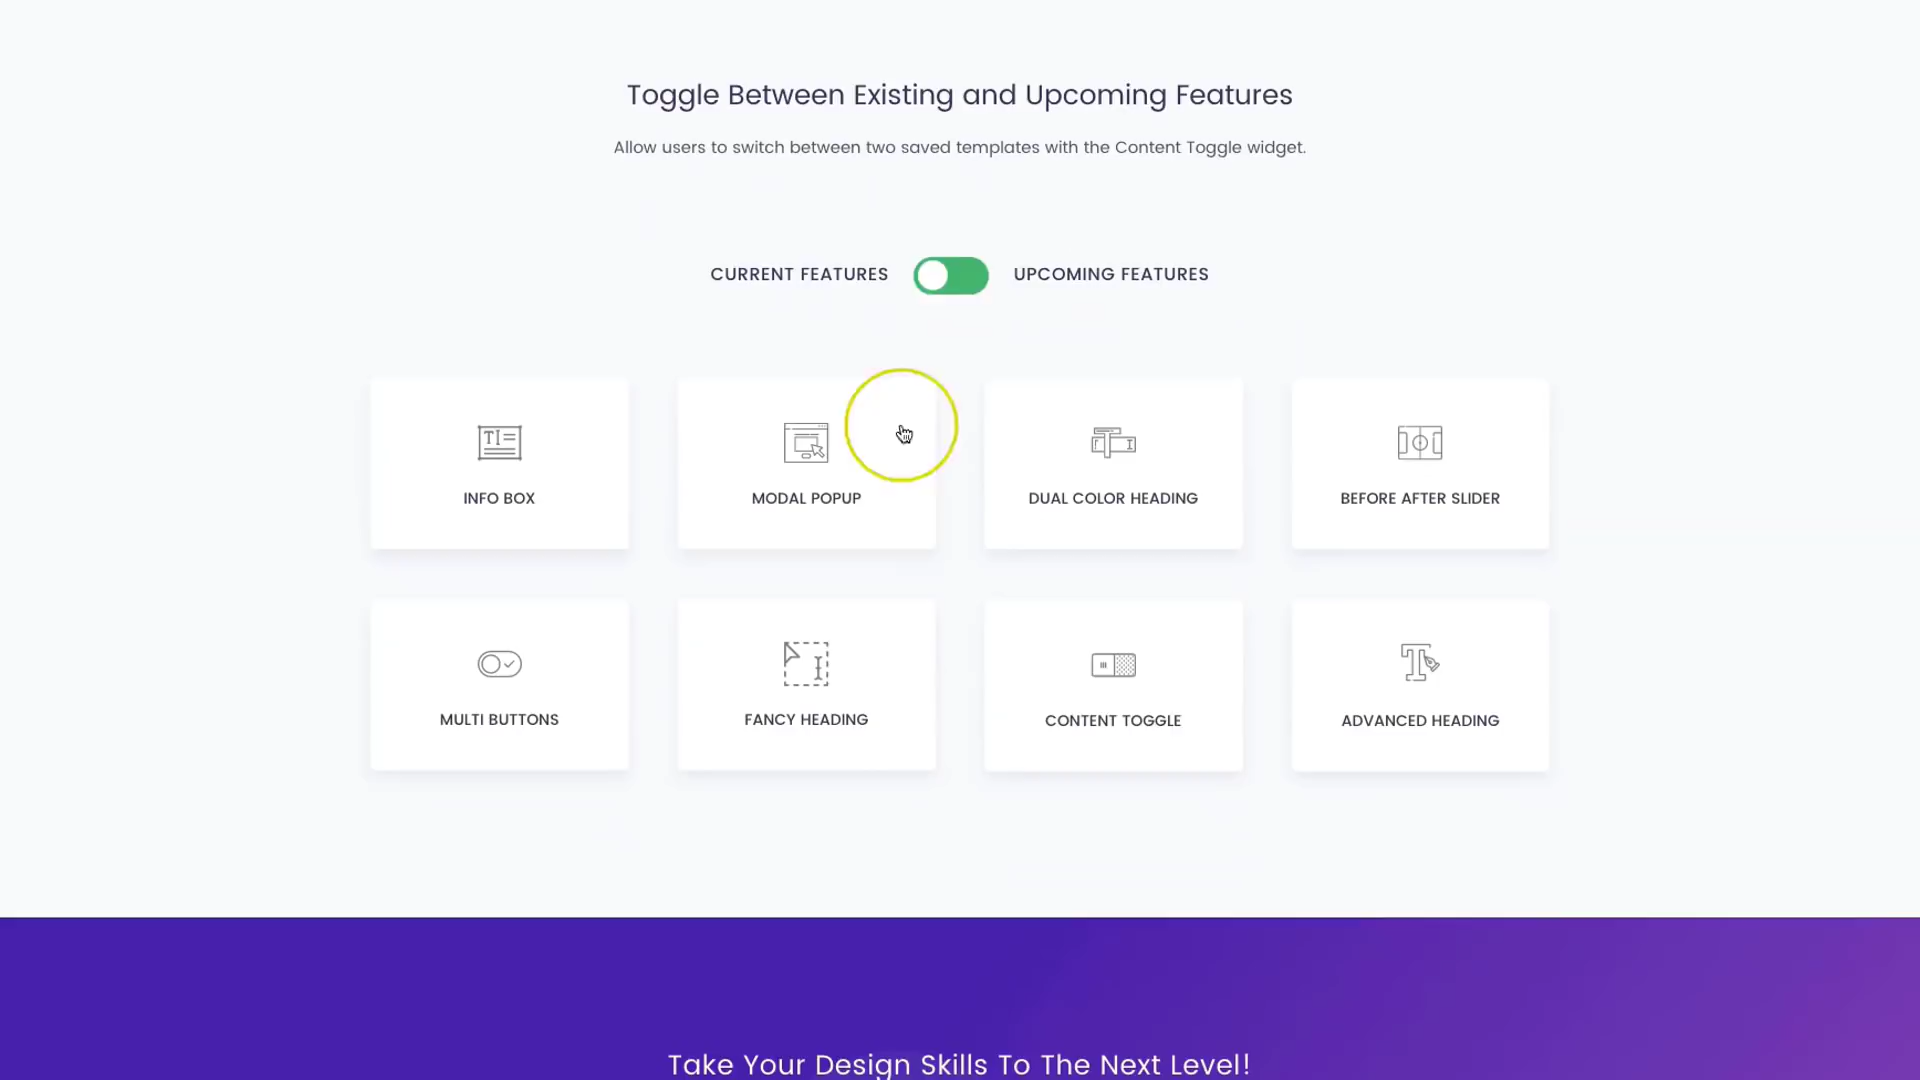 Toggle Between Existing and Upcoming Features
Allow users to switch between two saved templates with the Content Toggle widget.
CURRENT FEATURES
UPCOMING FEATURES
INFO BOX
MODAL POPUP
DUAL COLOR HEADING
BEFORE AFTER SLIDER
MULTI BUTTONS
FANCY HEADING
CONTENT TOGGLE
ADVANCED HEADING
Take Your Design Skills To The Next Level!